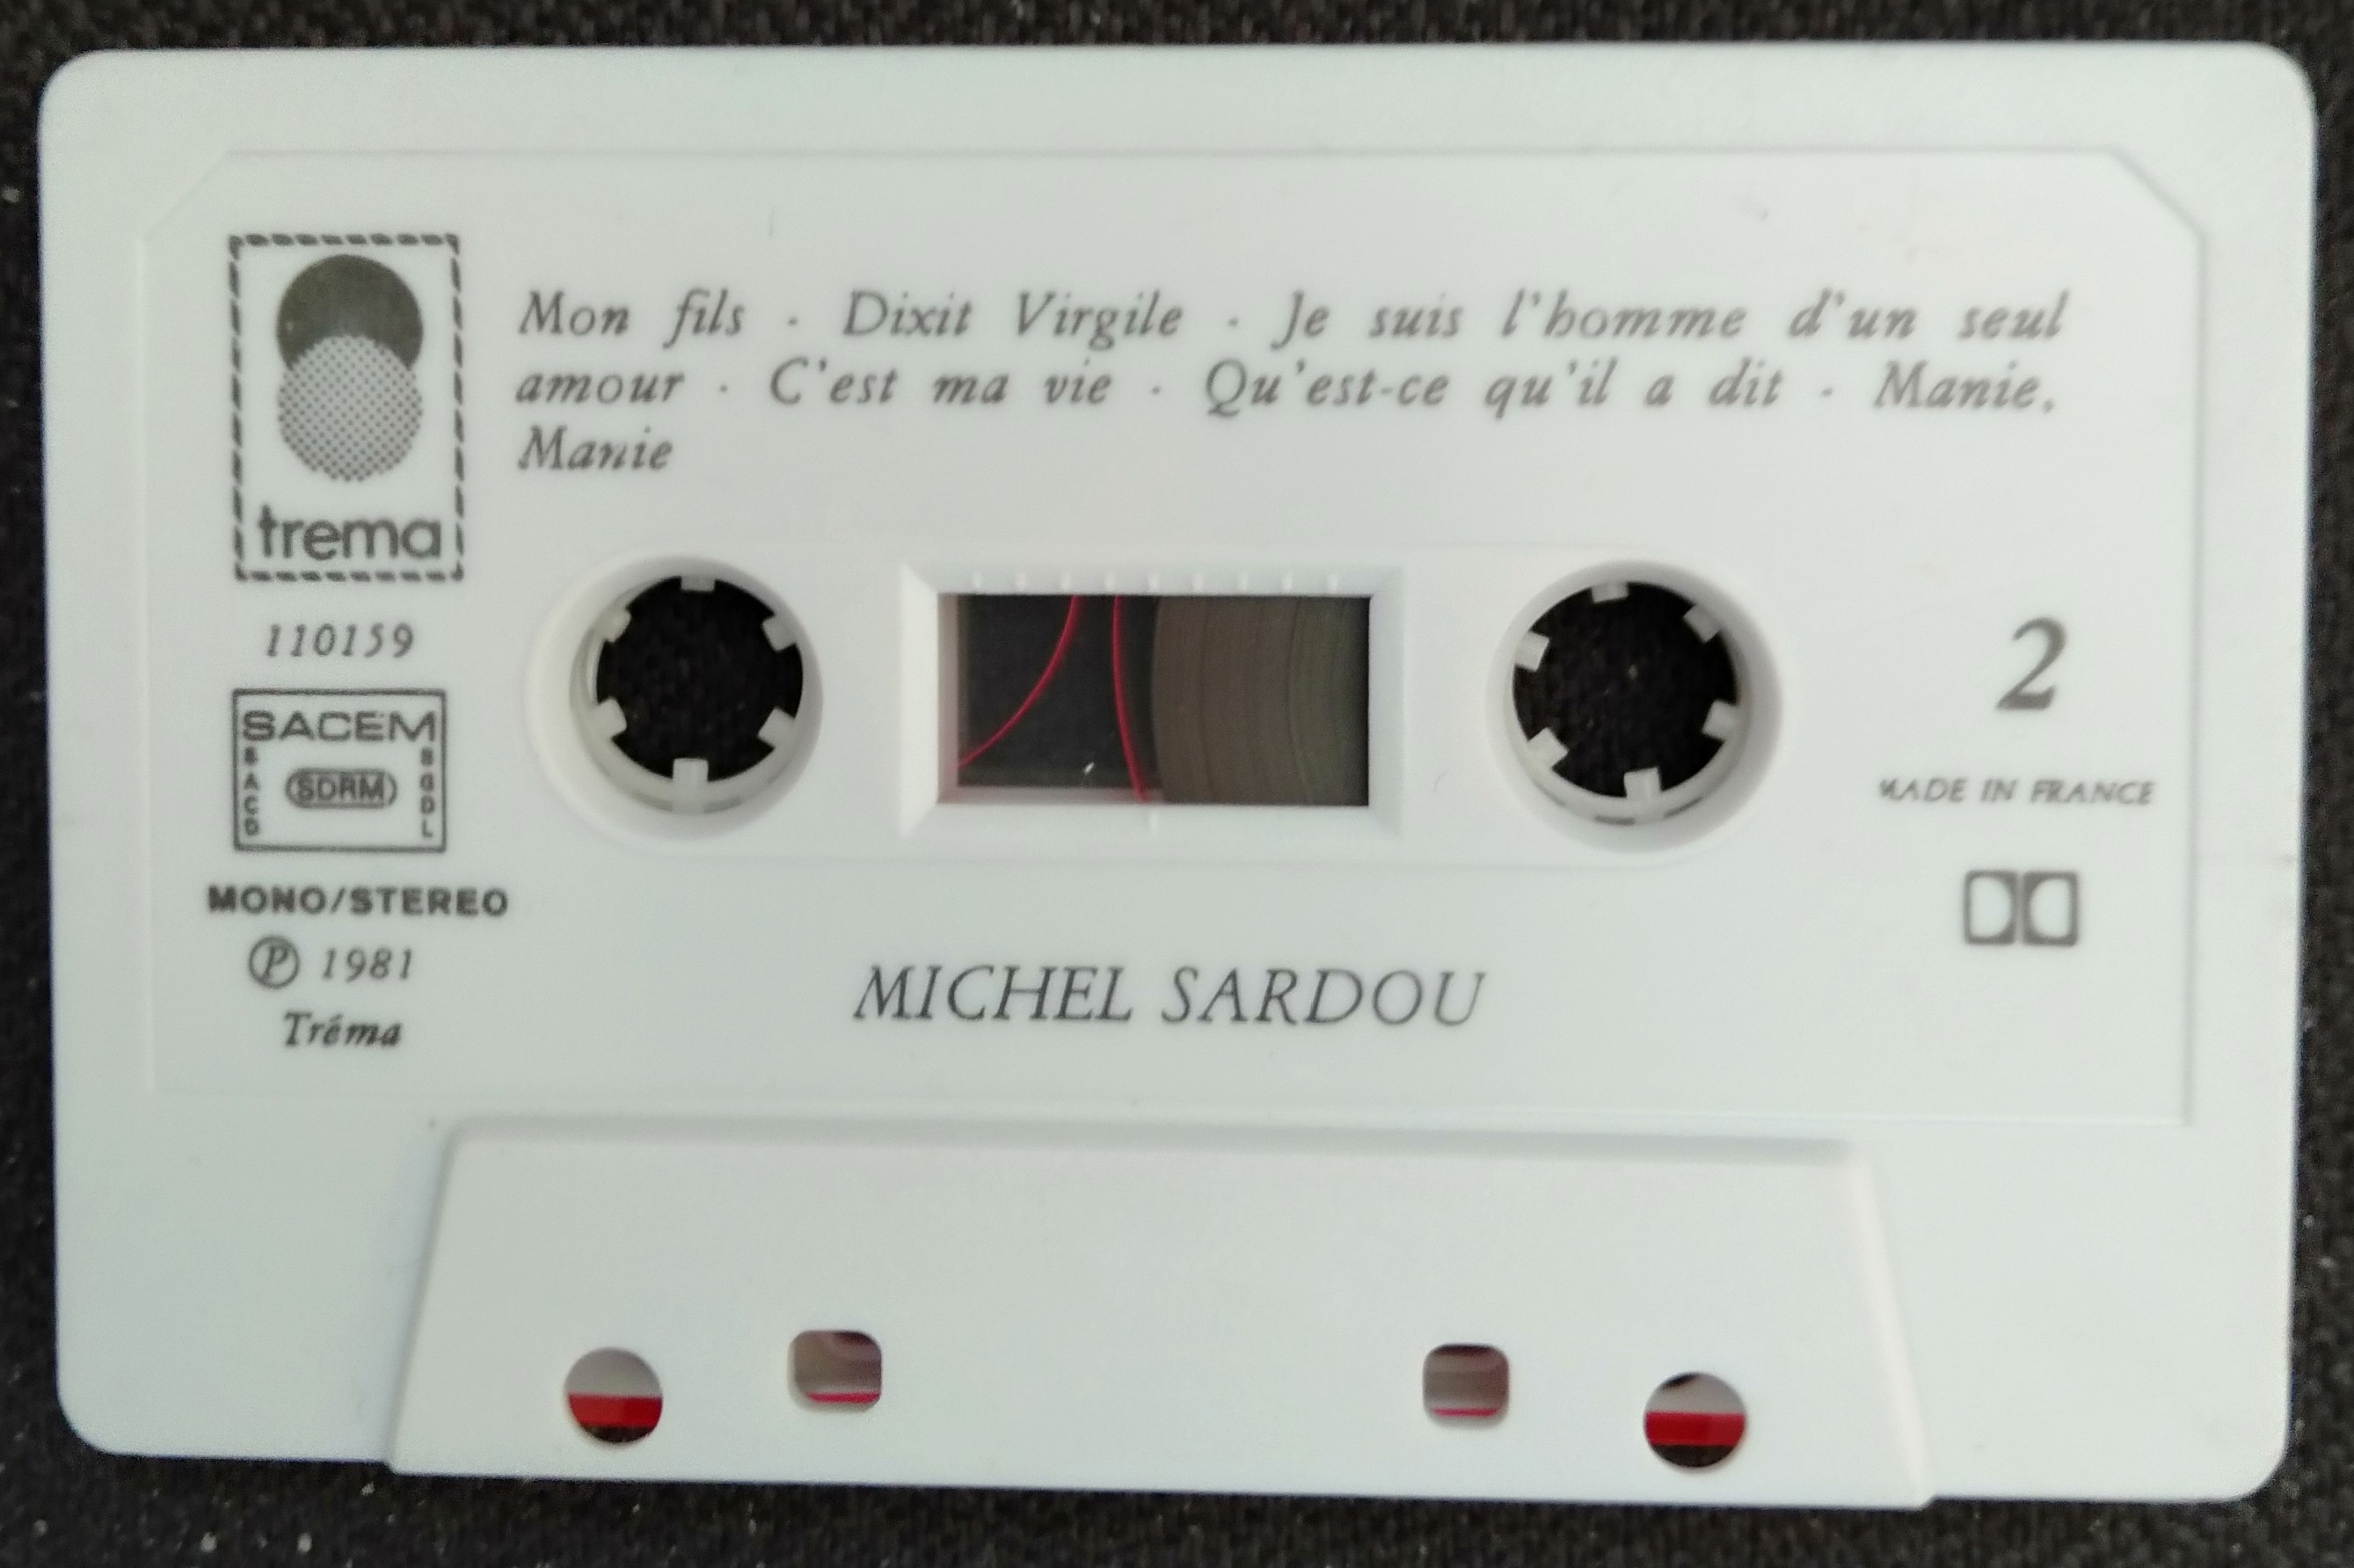 Mon fils · Dixit Virgile · Je suis l'homme d'un seul
amour · C'est ma vie · Qu'est-ce qu'il a dit · Manie,
Manie
trema
110159
SACEM
SACD
SDRM
SGDL
MONO/STEREO
℗ 1981
Tréma
2
MADE IN FRANCE
MICHEL SARDOU